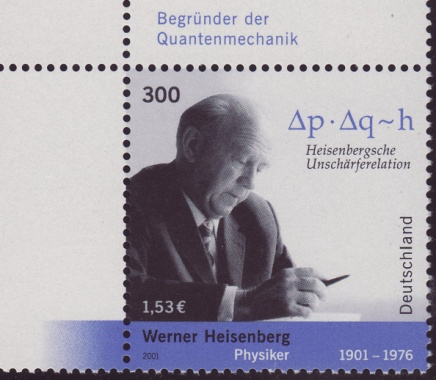 Begründer der
Quantenmechanik
300
Δp · Δq ~ h
Heisenbergsche
Unschärferelation
Deutschland
1,53 €
Werner Heisenberg
2001 Physiker 1901 – 1976